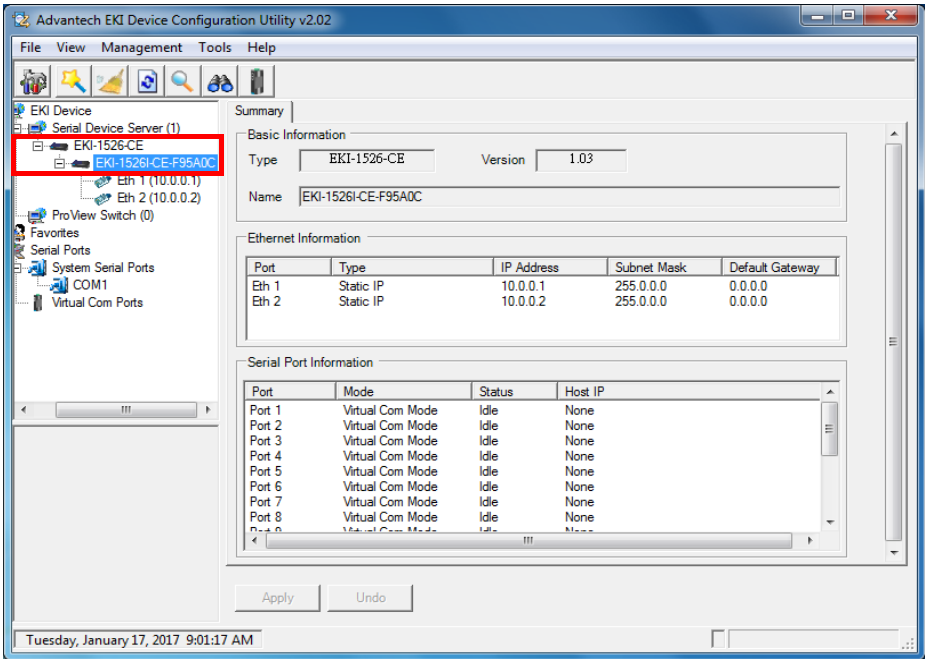 Advantech EKI Device Configuration Utility v2.02
File View Management Tools Help
EKI Device
Serial Device Server (1)
EKI-1526-CE
EKI-1526I-CE-F95A0C
Eth 1 (10.0.0.1)
Eth 2 (10.0.0.2)
ProView Switch (0)
Favorites
Serial Ports
System Serial Ports
COM1
Virtual Com Ports
Summary
Basic Information
Type EKI-1526-CE Version 1.03
Name EKI-1526I-CE-F95A0C
Ethernet Information
Port Type IP Address Subnet Mask Default Gateway
Eth 1 Static IP 10.0.0.1 255.0.0.0 0.0.0.0
Eth 2 Static IP 10.0.0.2 255.0.0.0 0.0.0.0
Serial Port Information
Port Mode Status Host IP
Port 1 Virtual Com Mode Idle None
Port 2 Virtual Com Mode Idle None
Port 3 Virtual Com Mode Idle None
Port 4 Virtual Com Mode Idle None
Port 5 Virtual Com Mode Idle None
Port 6 Virtual Com Mode Idle None
Port 7 Virtual Com Mode Idle None
Port 8 Virtual Com Mode Idle None
Apply Undo
Tuesday, January 17, 2017 9:01:17 AM